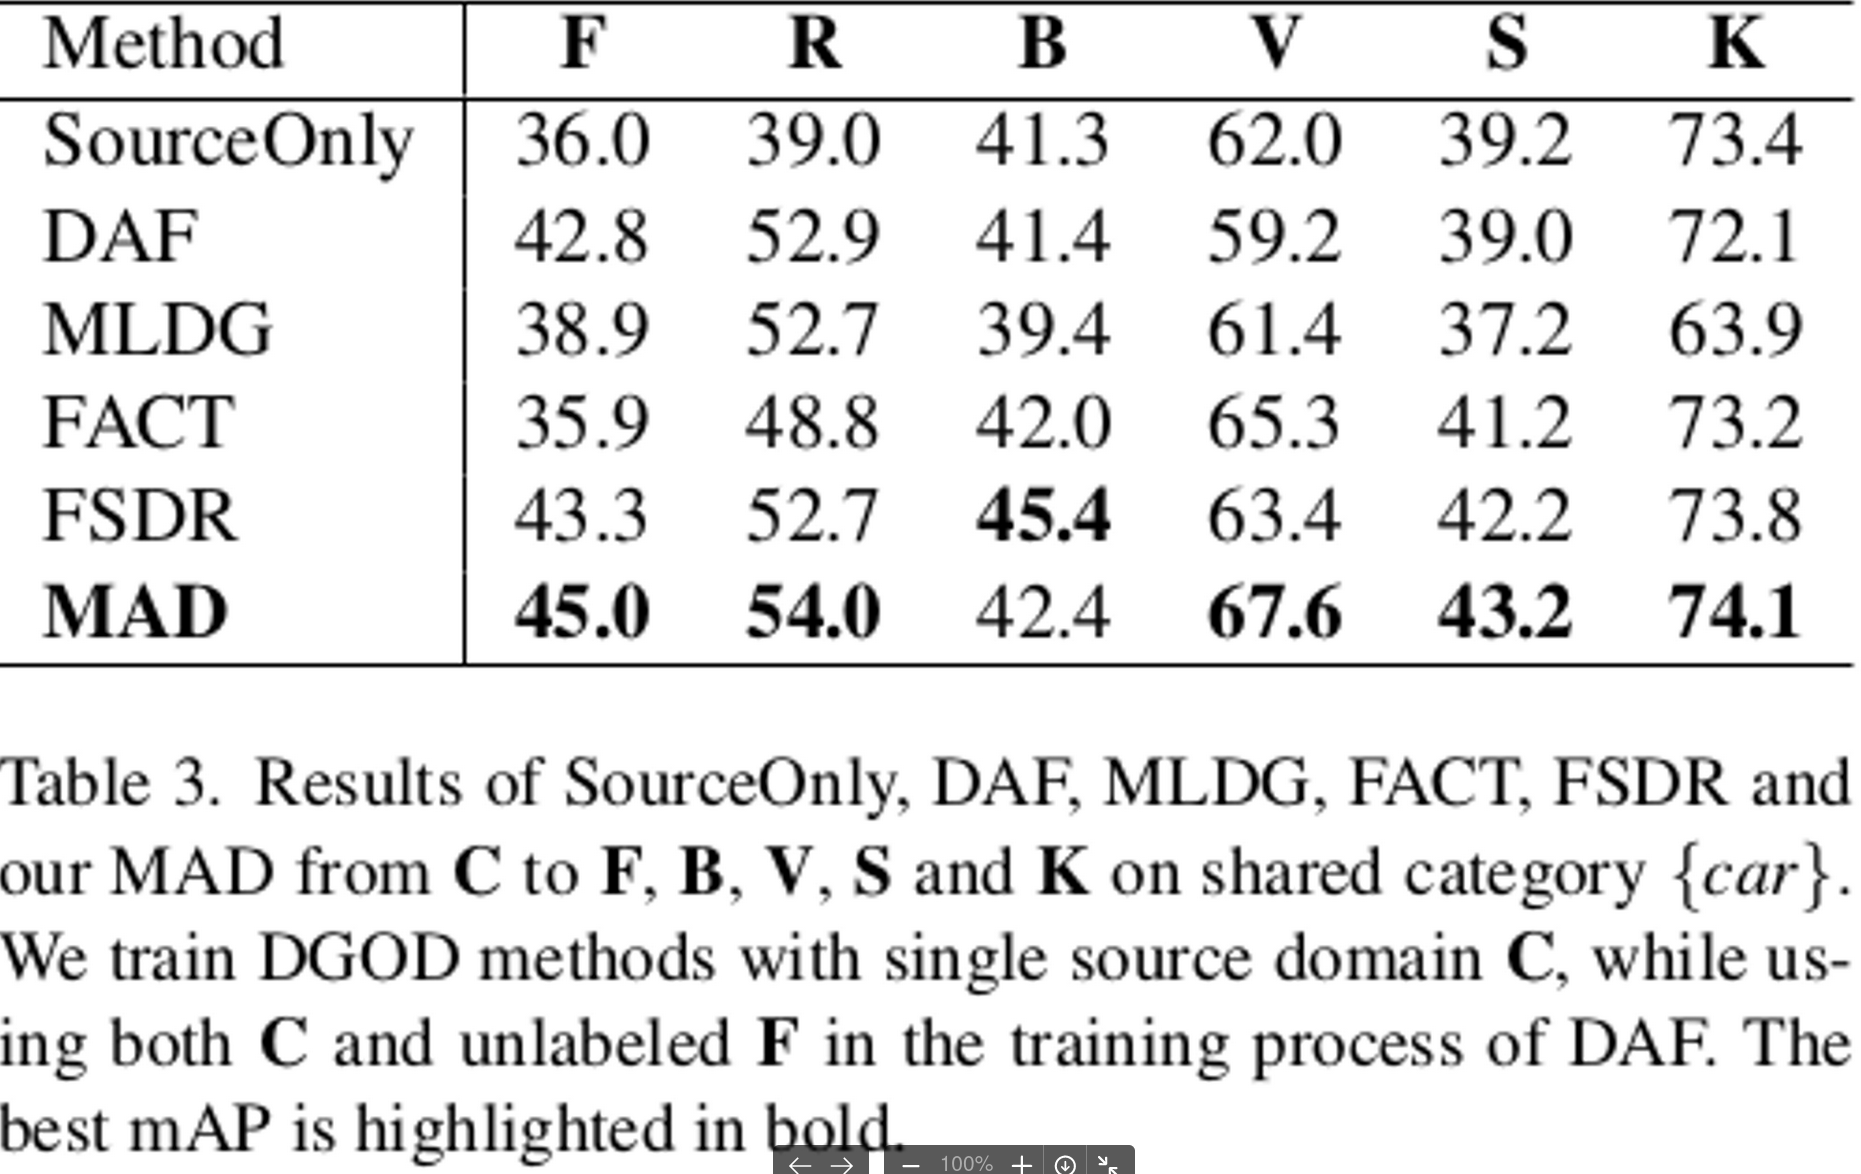 Method F R B V S K
SourceOnly 36.0 39.0 41.3 62.0 39.2 73.4
DAF 42.8 52.9 41.4 59.2 39.0 72.1
MLDG 38.9 52.7 39.4 61.4 37.2 63.9
FACT 35.9 48.8 42.0 65.3 41.2 73.2
FSDR 43.3 52.7 45.4 63.4 42.2 73.8
MAD 45.0 54.0 42.4 67.6 43.2 74.1
Table 3. Results of SourceOnly, DAF, MLDG, FACT, FSDR and
our MAD from C to F, B, V, S and K on shared category {car}.
We train DGOD methods with single source domain C, while us-
ing both C and unlabeled F in the training process of DAF. The
best mAP is highlighted in bold.
100%